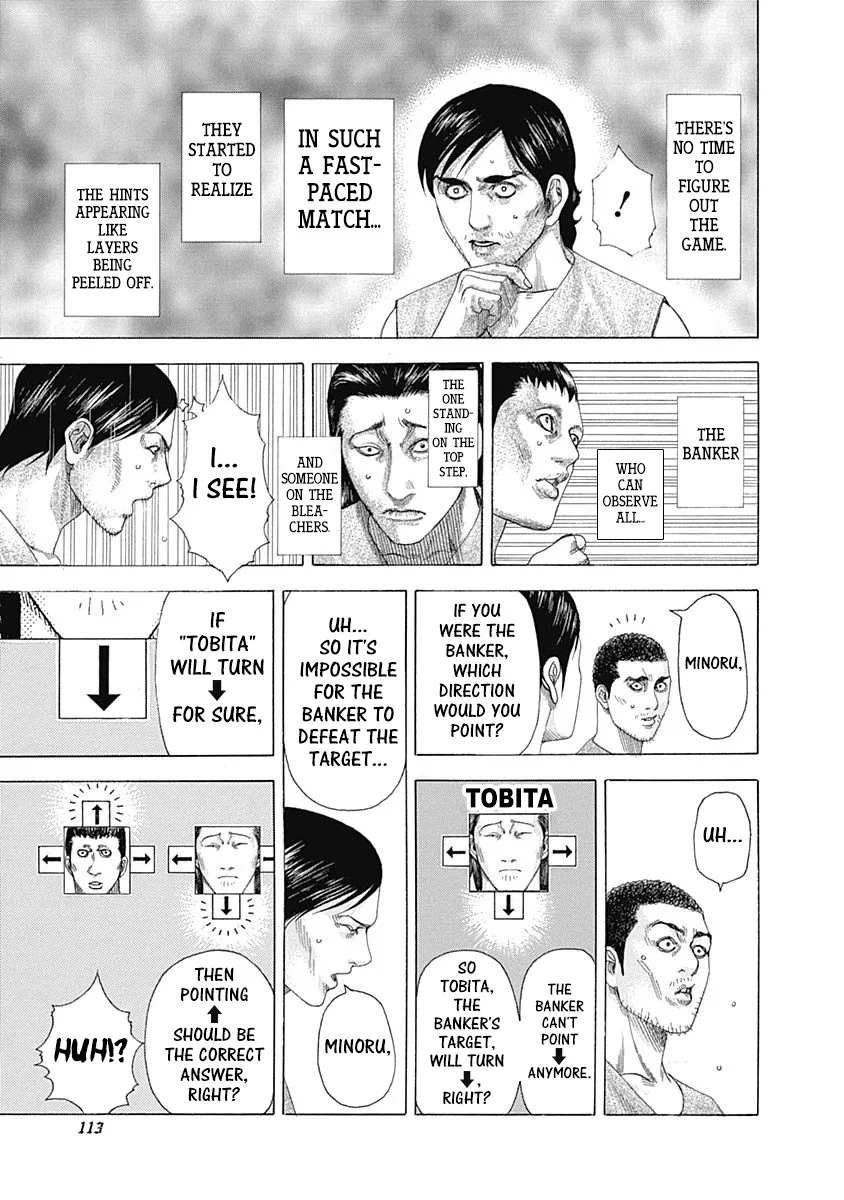 THERE'S
NO TIME
TO
FIGURE
OUT
THE
GAME.
!
IN SUCH
A FAST-
PACED
MATCH...
THEY
STARTED
TO
REALIZE
THE HINTS
APPEARING
LIKE
LAYERS
BEING
PEELED OFF.
THE
BANKER
WHO
CAN
OBSERVE
ALL...
THE
ONE
STAND-
ING
ON THE
TOP
STEP.
AND
SOMEONE
ON THE
BLEA-
CHERS.
I...
I SEE!
MINORU,
IF YOU
WERE THE
BANKER,
WHICH
DIRECTION
WOULD YOU
POINT?
UH...
TOBITA
← →
↓
THE
BANKER
CAN'T
POINT
↓
ANYMORE.
SO
TOBITA,
THE
BANKER'S
TARGET,
WILL TURN
↓,
RIGHT?
UH...
SO IT'S
IMPOSSIBLE
FOR THE
BANKER TO
DEFEAT THE
TARGET...
MINORU,
IF
"TOBITA"
WILL TURN
↓
FOR SURE,
↓
← →
↓
↑
← →
THEN
POINTING
↑
SHOULD BE
THE CORRECT
ANSWER,
RIGHT?
HUH!?
113